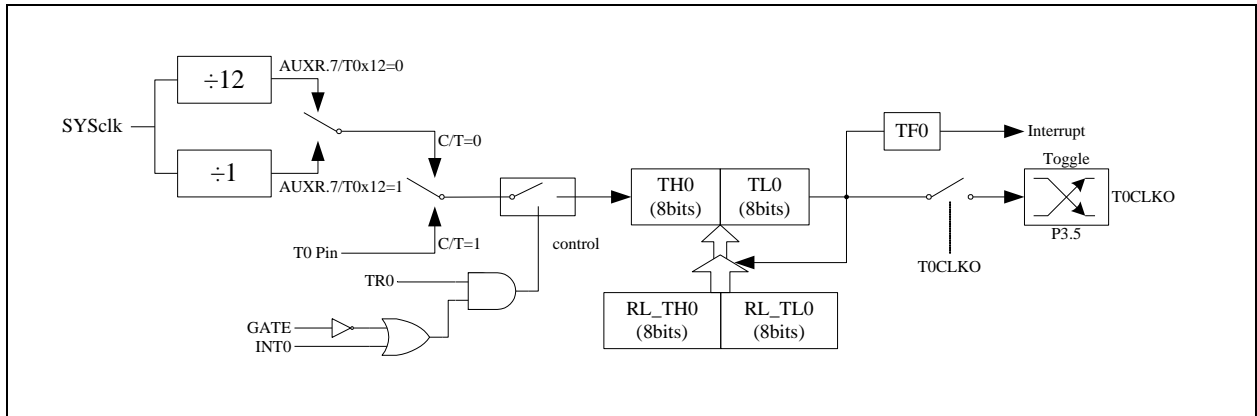 ÷12
AUXR.7/T0x12=0
SYSclk
÷1
AUXR.7/T0x12=1
C/T=0
T0 Pin
C/T=1
control
TR0
GATE
INT0
TH0
(8bits)
TL0
(8bits)
RL_TH0
(8bits)
RL_TL0
(8bits)
TF0
Interrupt
Toggle
T0CLKO
P3.5
T0CLKO